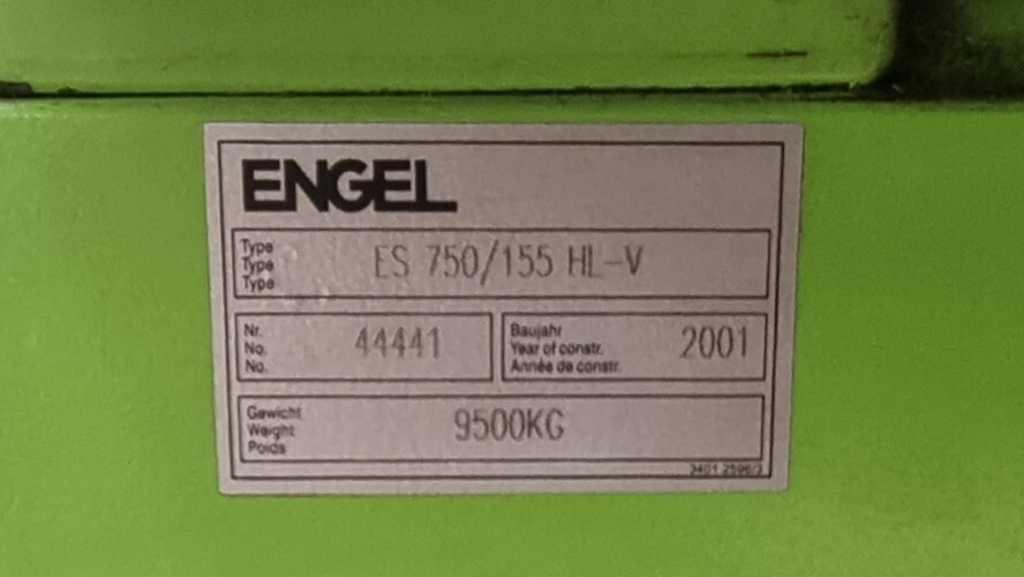 ENGEL
Type
Type
Type
ES 750/155 HL-V
Nr.
No.
No.
44441
Baujahr
Year of constr.
Année de constr.
2001
Gewicht
Weight
Poids
9500KG